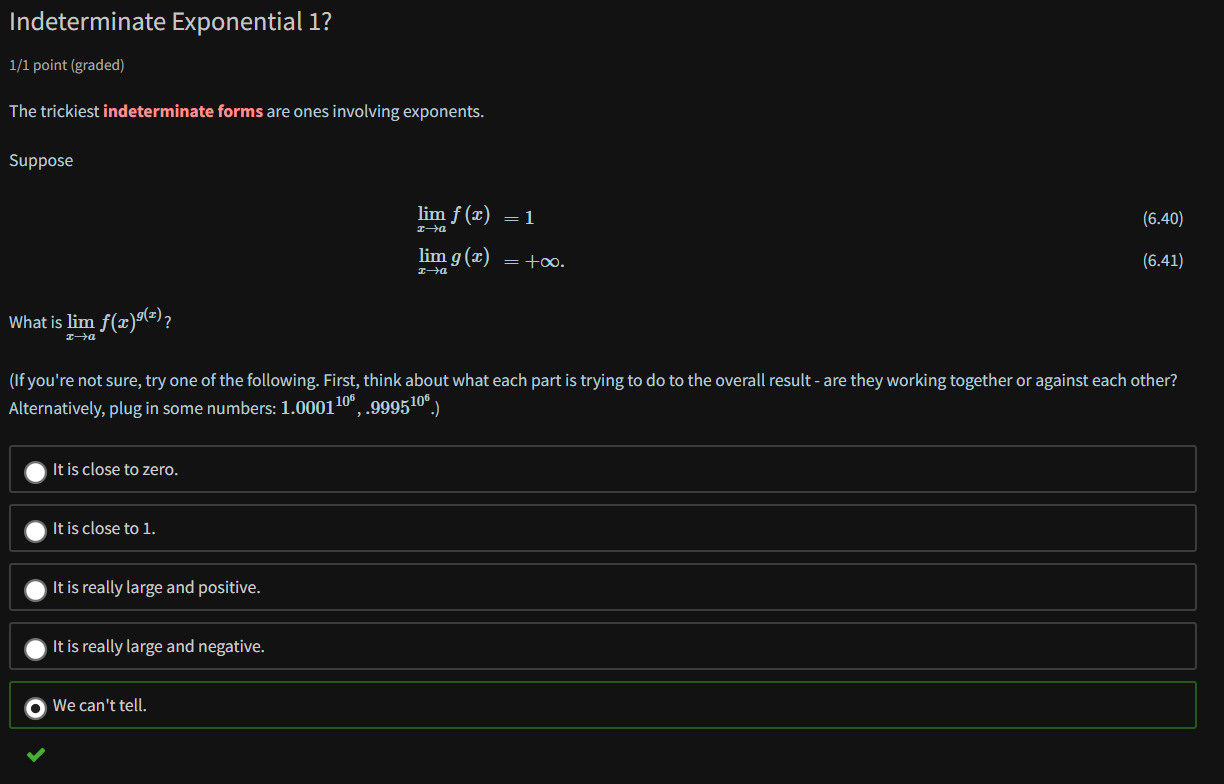 Indeterminate Exponential 1?
1/1 point (graded)
The trickiest indeterminate forms are ones involving exponents.
Suppose
lim_{x→a} f(x) = 1 (6.40)
lim_{x→a} g(x) = +∞. (6.41)
What is lim_{x→a} f(x)^{g(x)}?
(If you're not sure, try one of the following. First, think about what each part is trying to do to the overall result - are they working together or against each other?
Alternatively, plug in some numbers: 1.0001^{10^6}, .9995^{10^6}.)
It is close to zero.
It is close to 1.
It is really large and positive.
It is really large and negative.
We can't tell.